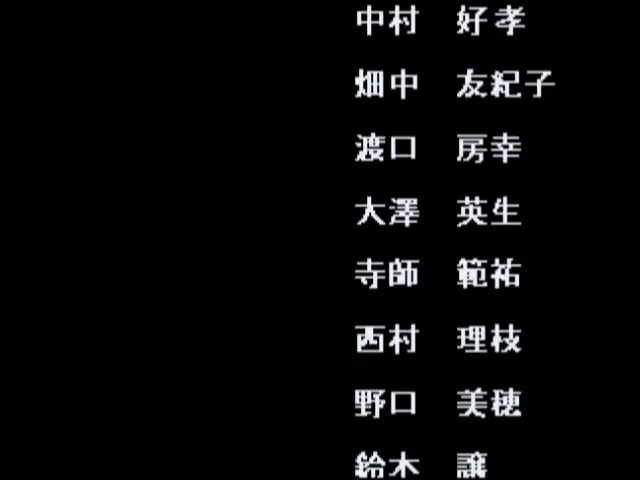 中村　好孝
畑中　友紀子
渡口　房幸
大澤　英生
寺師　範祐
西村　理枝
野口　美穂
鈴木　譲